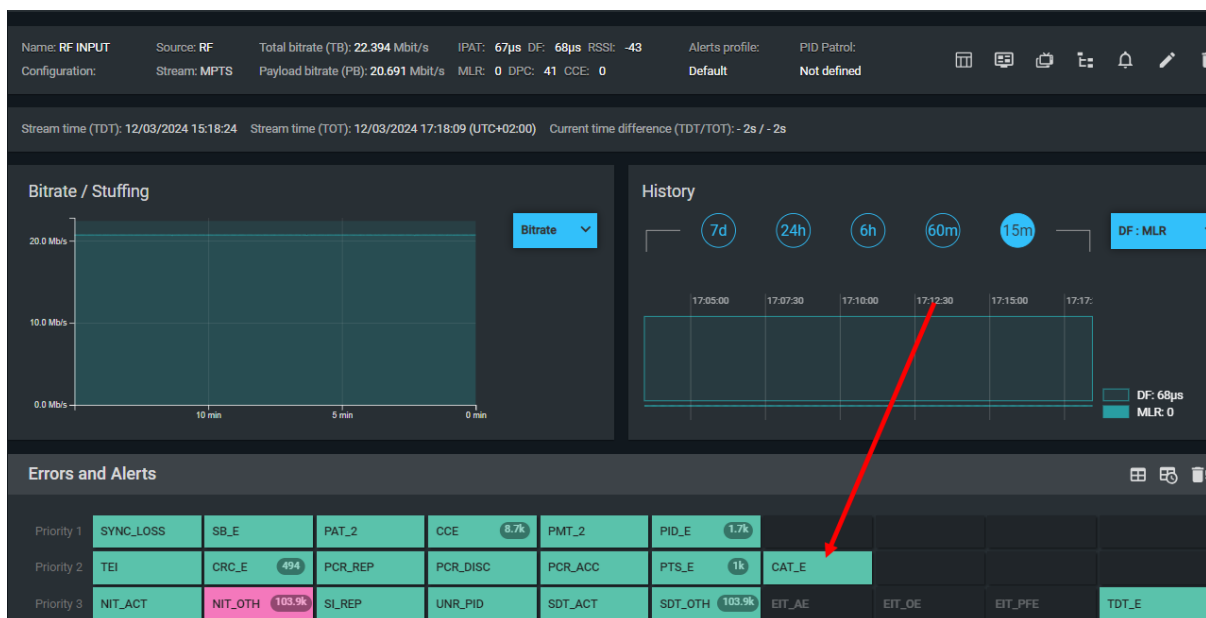 Name: RF INPUT Source: RF Total bitrate (TB): 22.394 Mbit/s IPAT: 67µs DF: 68µs RSSI: -43 Alerts profile: PID Patrol:
Configuration: Stream: MPTS Payload bitrate (PB): 20.691 Mbit/s MLR: 0 DPC: 41 CCE: 0 Default Not defined
Stream time (TDT): 12/03/2024 15:18:24 Stream time (TOT): 12/03/2024 17:18:09 (UTC+02:00) Current time difference (TDT/TOT): - 2s / - 2s
Bitrate / Stuffing
Bitrate
20.0 Mb/s
10.0 Mb/s
0.0 Mb/s
10 min 5 min 0 min
History
7d 24h 6h 60m 15m
DF : MLR
17:05:00 17:07:30 17:10:00 17:12:30 17:15:00 17:17:
DF: 68µs
MLR: 0
Errors and Alerts
Priority 1 SYNC_LOSS SB_E PAT_2 CCE 8.7k PMT_2 PID_E 1.7k
Priority 2 TEI CRC_E 494 PCR_REP PCR_DISC PCR_ACC PTS_E 1k CAT_E
Priority 3 NIT_ACT NIT_OTH 103.9k SI_REP UNR_PID SDT_ACT SDT_OTH 103.9k EIT_AE EIT_OE EIT_PFE TDT_E